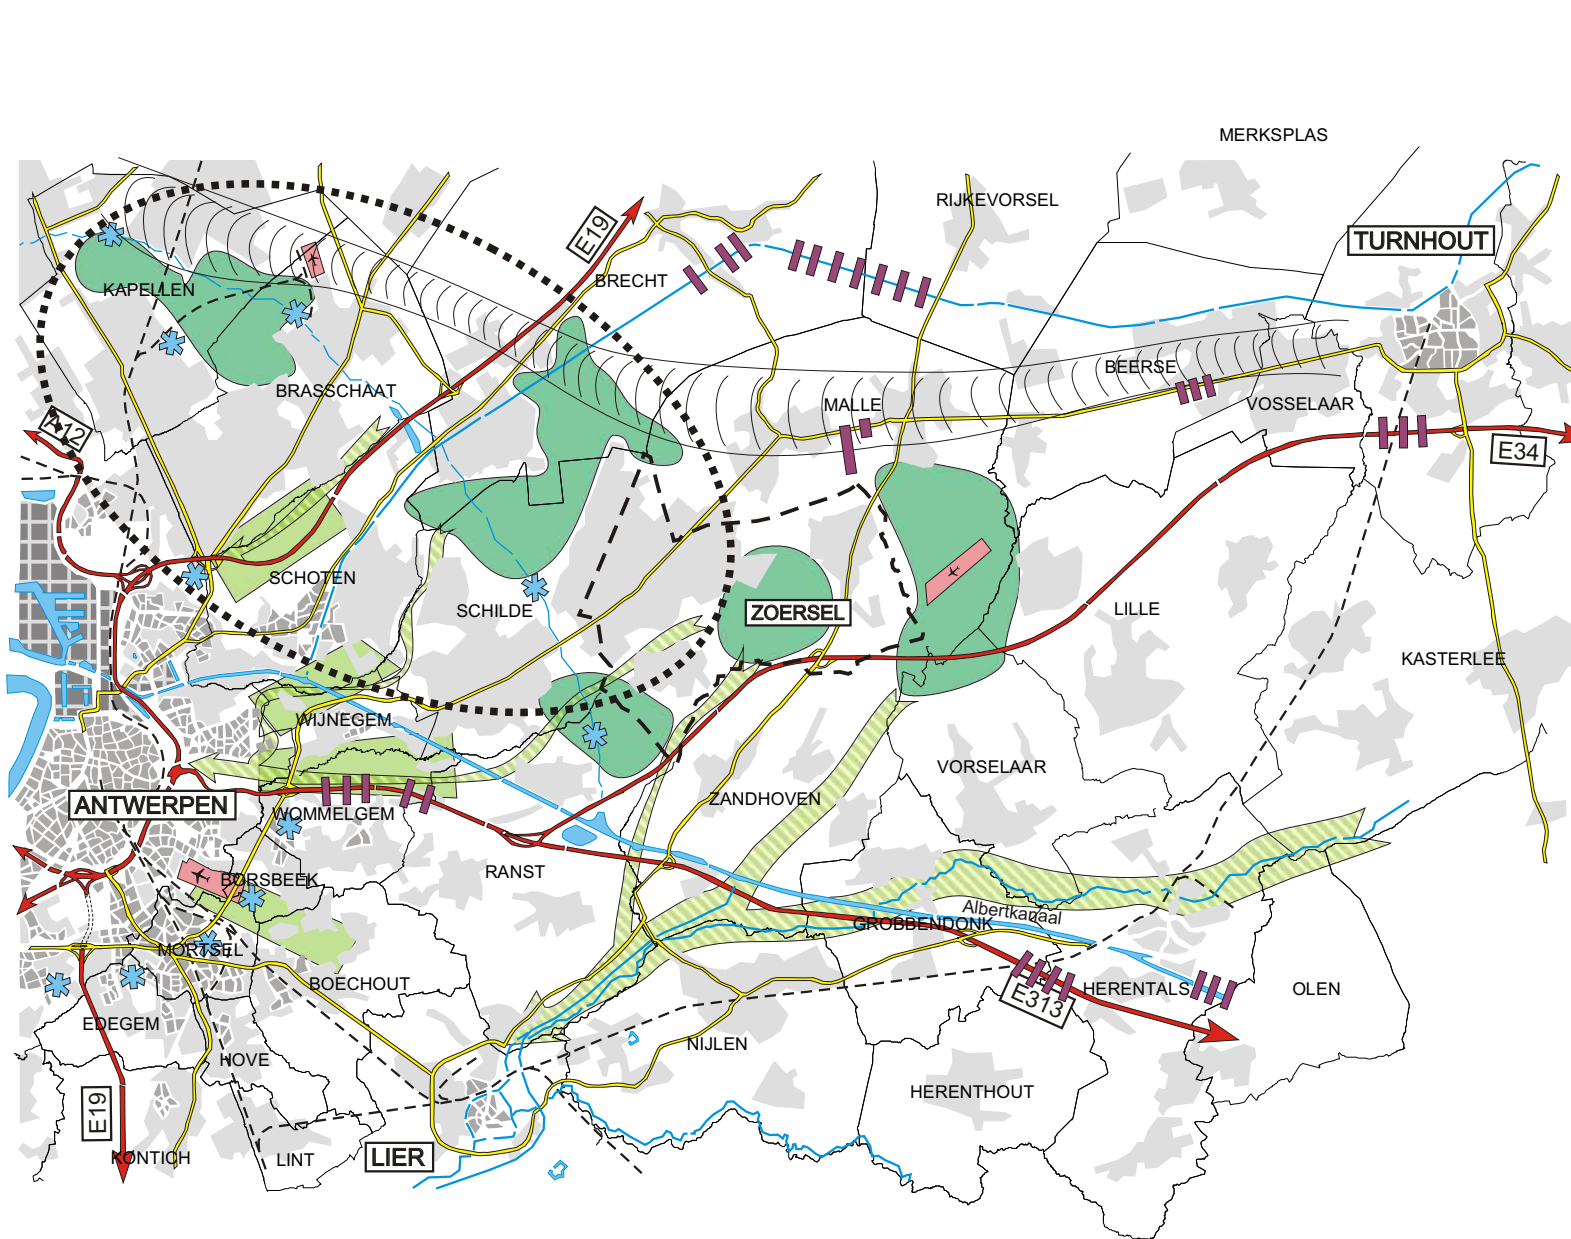 MERKSPLAS
RIJKEVORSEL
E19
TURNHOUT
BRECHT
KAPELLEN
BEERSE
BRASSCHAAT
MALLE
VOSSELAAR
A12
E34
SCHOTEN
SCHILDE
ZOERSEL
LILLE
KASTERLEE
WIJNEGEM
VORSELAAR
ANTWERPEN
ZANDHOVEN
WOMMELGEM
RANST
BORSBEEK
Albertkanaal
GROBBENDONK
MORTSEL
BOECHOUT
E313
HERENTALS
OLEN
EDEGEM
NIJLEN
HOVE
HERENTHOUT
E19
KONTICH
LINT
LIER